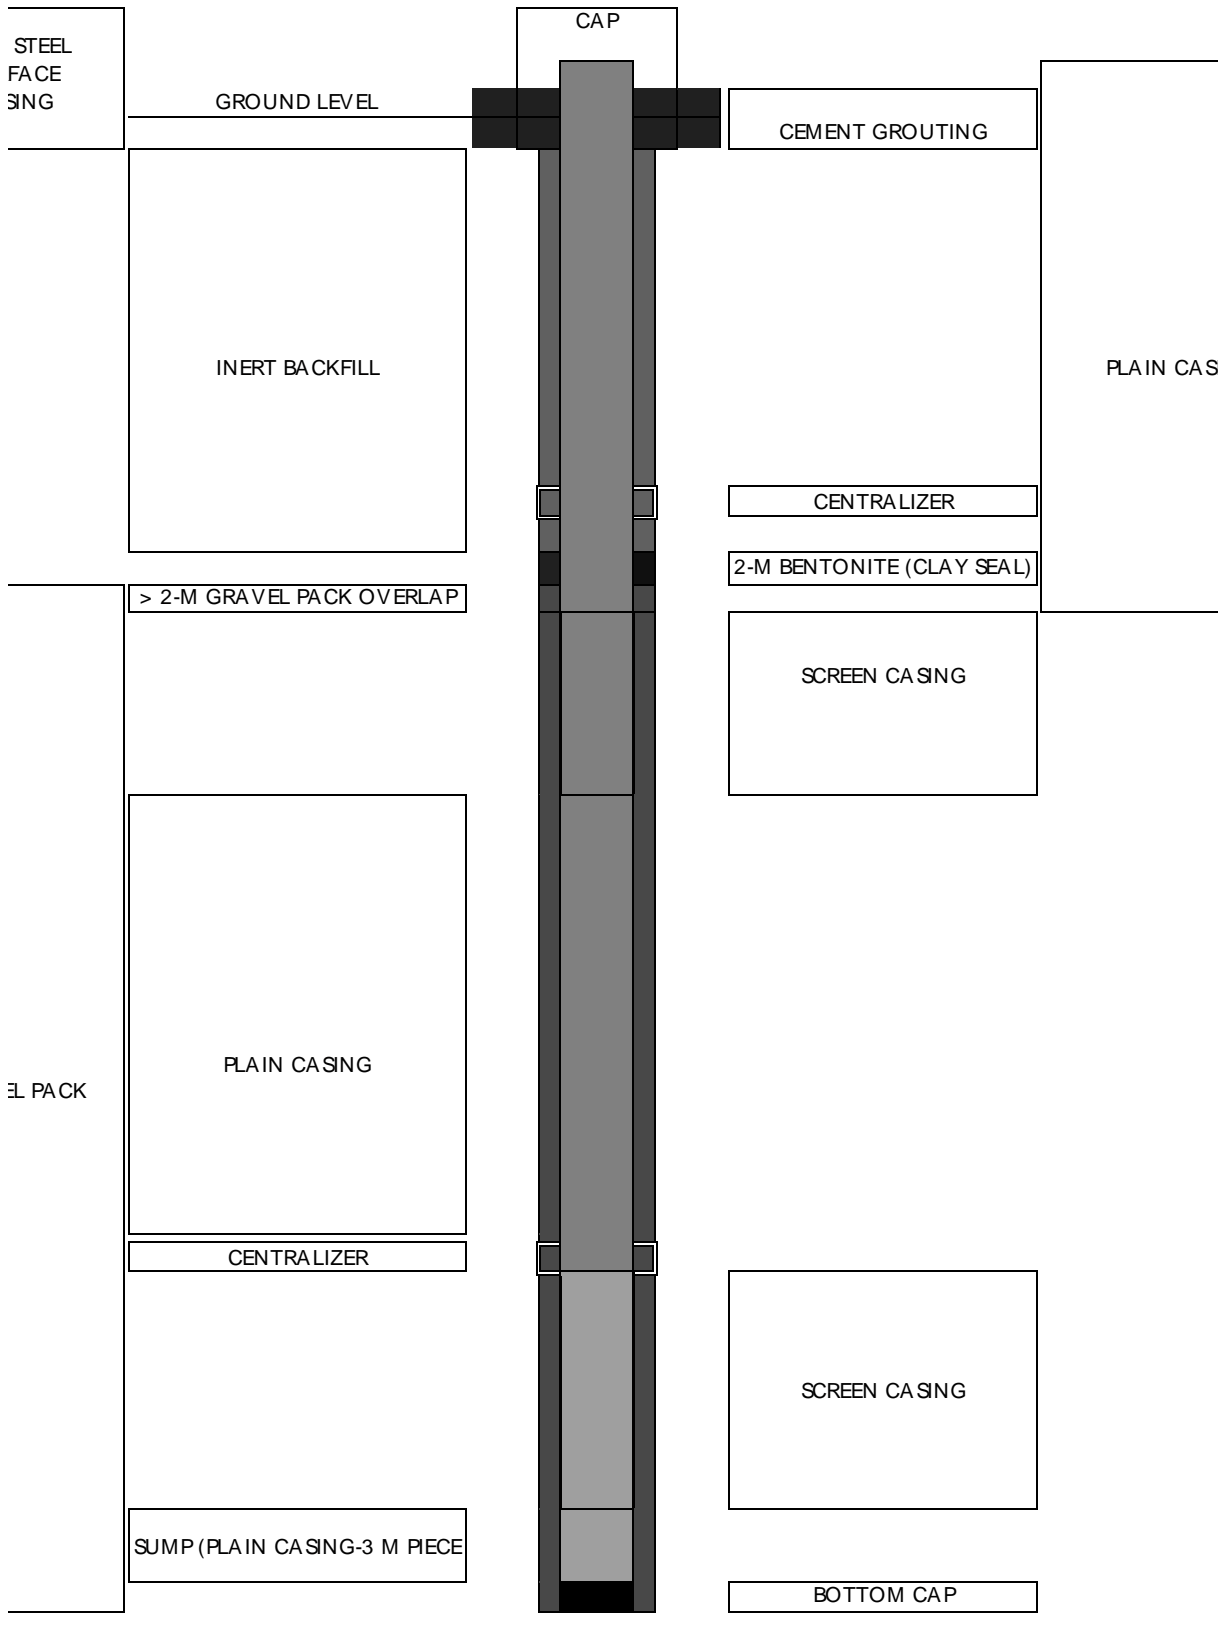 CAP
STEEL
FACE
SING
GROUND LEVEL
CEMENT GROUTING
INERT BACKFILL
PLAIN CAS
CENTRALIZER
2-M BENTONITE (CLAY SEAL)
> 2-M GRAVEL PACK OVERLAP
SCREEN CASING
PLAIN CASING
EL PACK
CENTRALIZER
SCREEN CASING
SUMP (PLAIN CASING-3 M PIECE
BOTTOM CAP